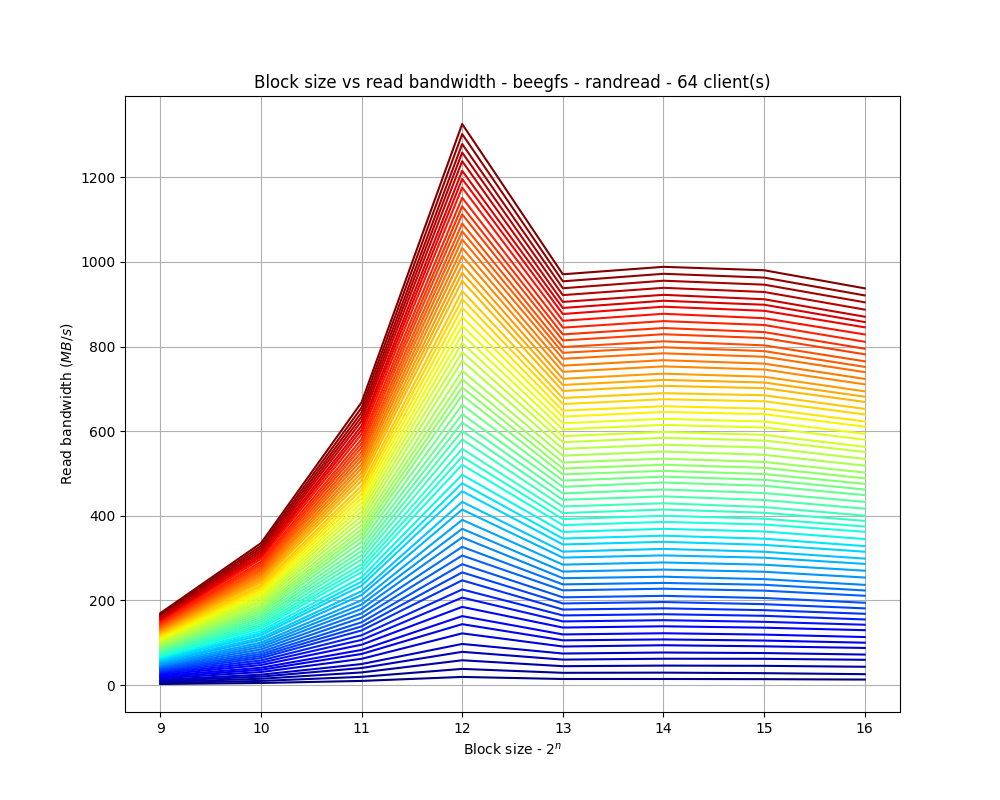 Block size vs read bandwidth - beegfs - randread - 64 client(s)
Read bandwidth (MB/s)
1200
1000
800
600
400
200
0
9 10 11 12 13 14 15 16
Block size - 2ⁿ